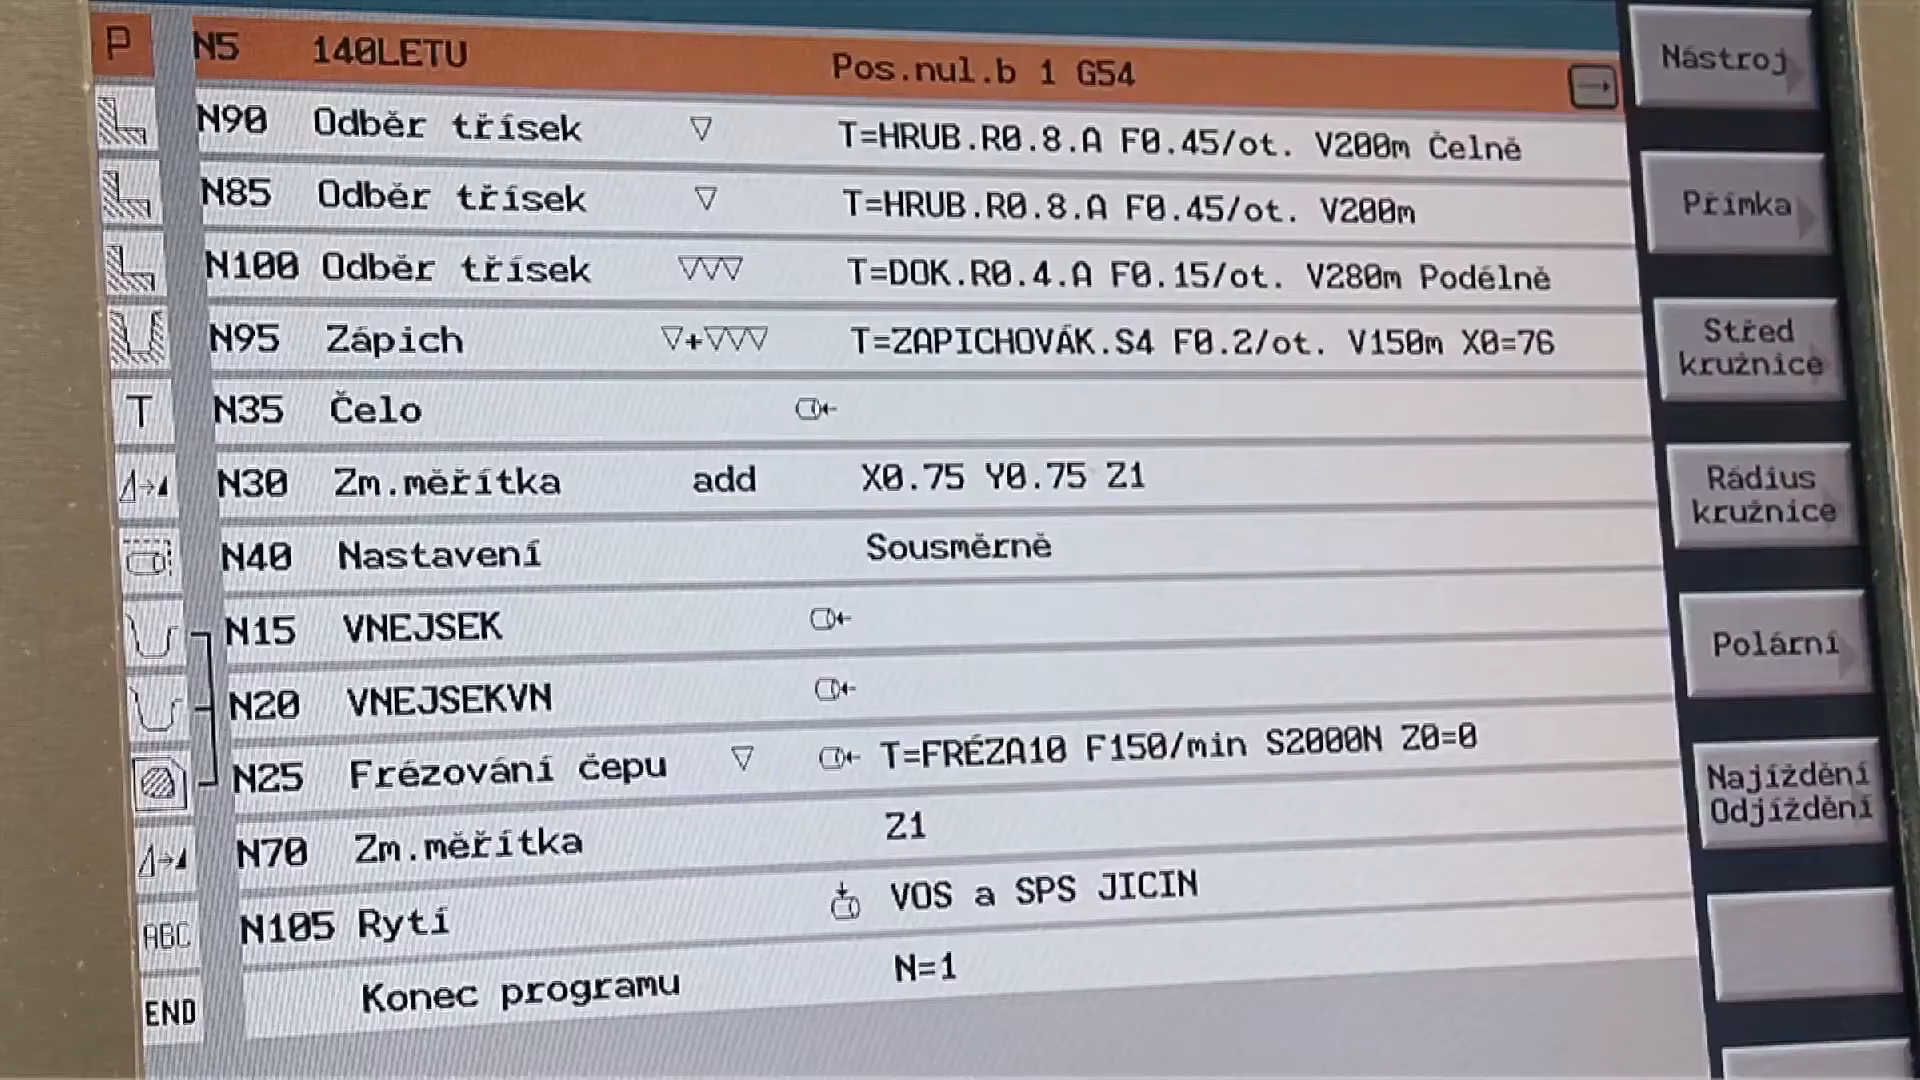 P N5 140LETU Pos.nul.b 1 G54
N90 Odběr třísek ▽ T=HRUB.R0.8.A F0.45/ot. V200m Čelně
N85 Odběr třísek ▽ T=HRUB.R0.8.A F0.45/ot. V200m
N100 Odběr třísek ▽▽▽ T=DOK.R0.4.A F0.15/ot. V280m Podélně
N95 Zápich ▽+▽▽▽ T=ZAPICHOVÁK.S4 F0.2/ot. V150m X0=76
T N35 Čelo
N30 Zm.měřítka add X0.75 Y0.75 Z1
N40 Nastavení Sousměrně
N15 VNEJSEK
N20 VNEJSEKVN
N25 Frézování čepu ▽ T=FRÉZA10 F150/min S2000N Z0=0
N70 Zm.měřítka Z1
ABC N105 Rytí VOS a SPS JICIN
END Konec programu N=1
Nástroj
Přímka
Střed
kružnice
Rádius
kružnice
Polární
Najíždění
Odjíždění